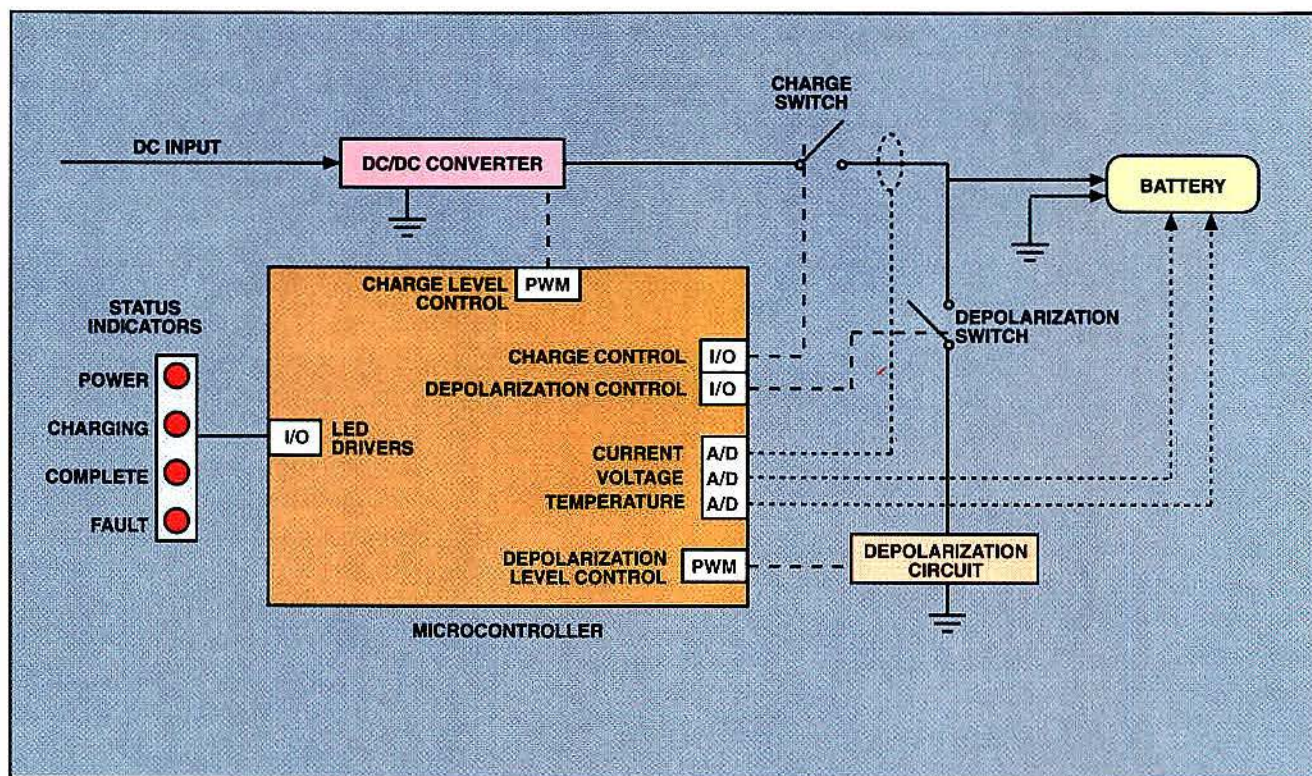 CHARGE
SWITCH
DC INPUT
DC/DC CONVERTER
BATTERY
CHARGE LEVEL
CONTROL
PWM
STATUS
INDICATORS
DEPOLARIZATION
SWITCH
POWER
CHARGING
COMPLETE
FAULT
I/O
LED
DRIVERS
CHARGE CONTROL
I/O
DEPOLARIZATION CONTROL
I/O
CURRENT
A/D
VOLTAGE
A/D
TEMPERATURE
A/D
DEPOLARIZATION
LEVEL CONTROL
PWM
DEPOLARIZATION
CIRCUIT
MICROCONTROLLER